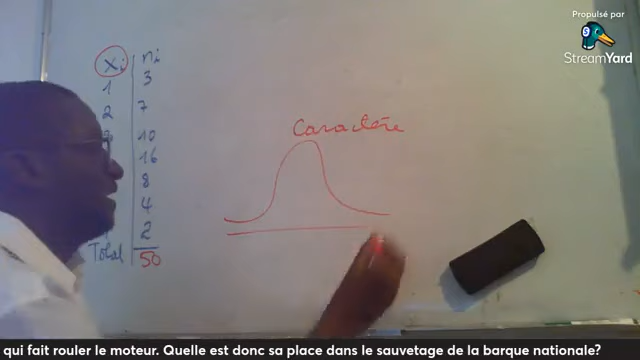 Propulsé par
StreamYard
xi ni
1 3
2 7
10
16
8
4
2
Total 50
Caractère
qui fait rouler le moteur. Quelle est donc sa place dans le sauvetage de la barque nationale?